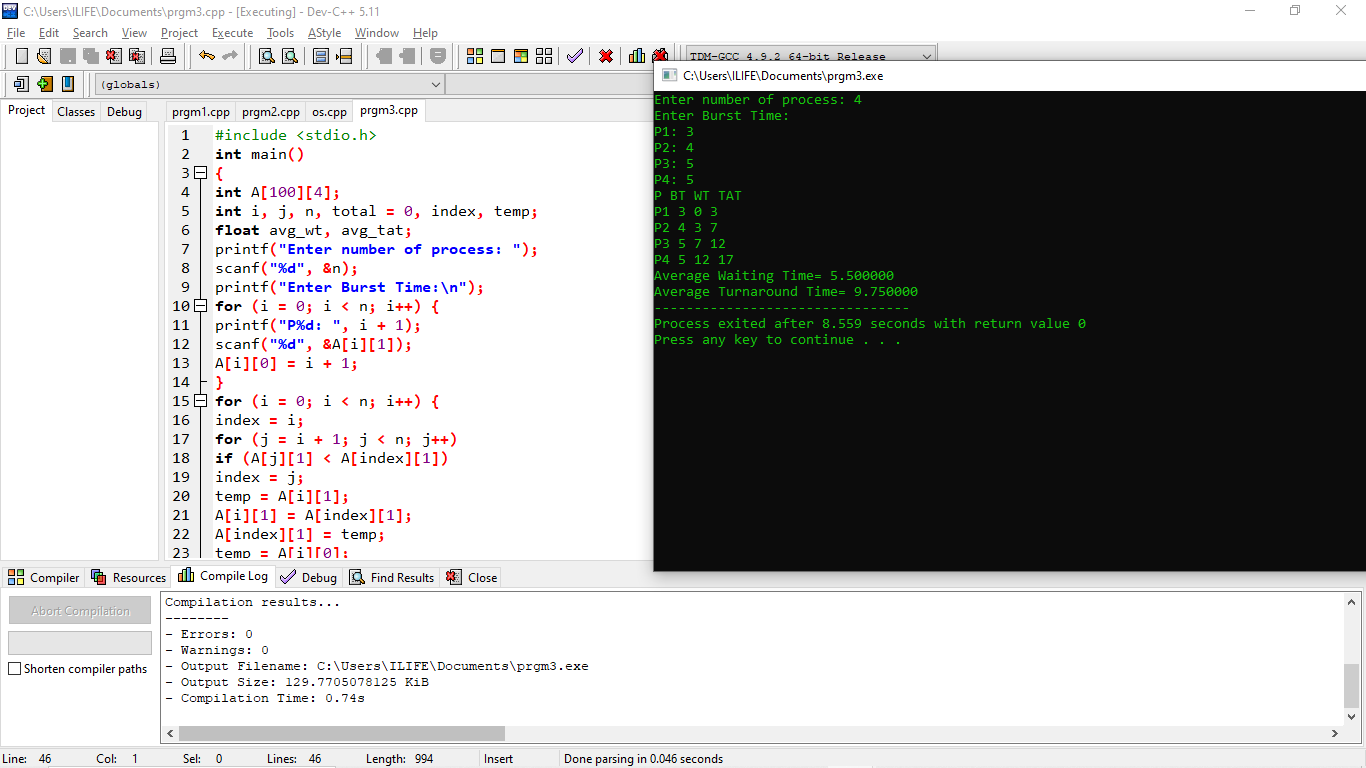 C:\Users\ILIFE\Documents\prgm3.cpp - [Executing] - Dev-C++ 5.11
File Edit Search View Project Execute Tools AStyle Window Help
TDM-GCC 4.9.2 64-bit Release
(globals)
Project Classes Debug
prgm1.cpp prgm2.cpp os.cpp prgm3.cpp
1 #include <stdio.h>
2 int main()
3 {
4 int A[100][4];
5 int i, j, n, total = 0, index, temp;
6 float avg_wt, avg_tat;
7 printf("Enter number of process: ");
8 scanf("%d", &n);
9 printf("Enter Burst Time:\n");
10 for (i = 0; i < n; i++) {
11 printf("P%d: ", i + 1);
12 scanf("%d", &A[i][1]);
13 A[i][0] = i + 1;
14 }
15 for (i = 0; i < n; i++) {
16 index = i;
17 for (j = i + 1; j < n; j++)
18 if (A[j][1] < A[index][1])
19 index = j;
20 temp = A[i][1];
21 A[i][1] = A[index][1];
22 A[index][1] = temp;
23 temp = A[i][0];
C:\Users\ILIFE\Documents\prgm3.exe
Enter number of process: 4
Enter Burst Time:
P1: 3
P2: 4
P3: 5
P4: 5
P BT WT TAT
P1 3 0 3
P2 4 3 7
P3 5 7 12
P4 5 12 17
Average Waiting Time= 5.500000
Average Turnaround Time= 9.750000
--------------------------------
Process exited after 8.559 seconds with return value 0
Press any key to continue . . .
Compiler Resources Compile Log Debug Find Results Close
Abort Compilation
Shorten compiler paths
Compilation results...
--------
- Errors: 0
- Warnings: 0
- Output Filename: C:\Users\ILIFE\Documents\prgm3.exe
- Output Size: 129.7705078125 KiB
- Compilation Time: 0.74s
Line: 46 Col: 1 Sel: 0 Lines: 46 Length: 994 Insert Done parsing in 0.046 seconds